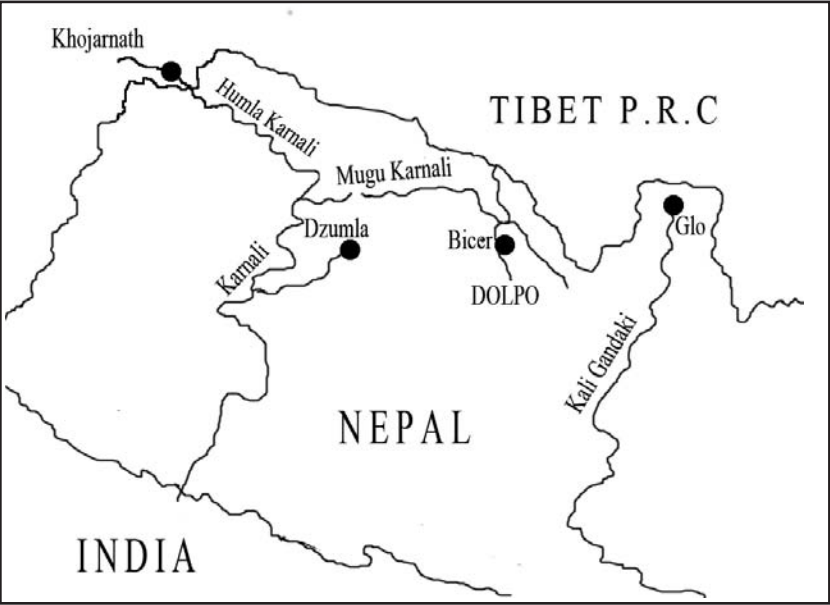 Khojarnath
Humla Karnali
TIBET P.R.C
Mugu Karnali
Dzumla
Glo
Bicer
Karnali
DOLPO
Kali Gandaki
NEPAL
INDIA